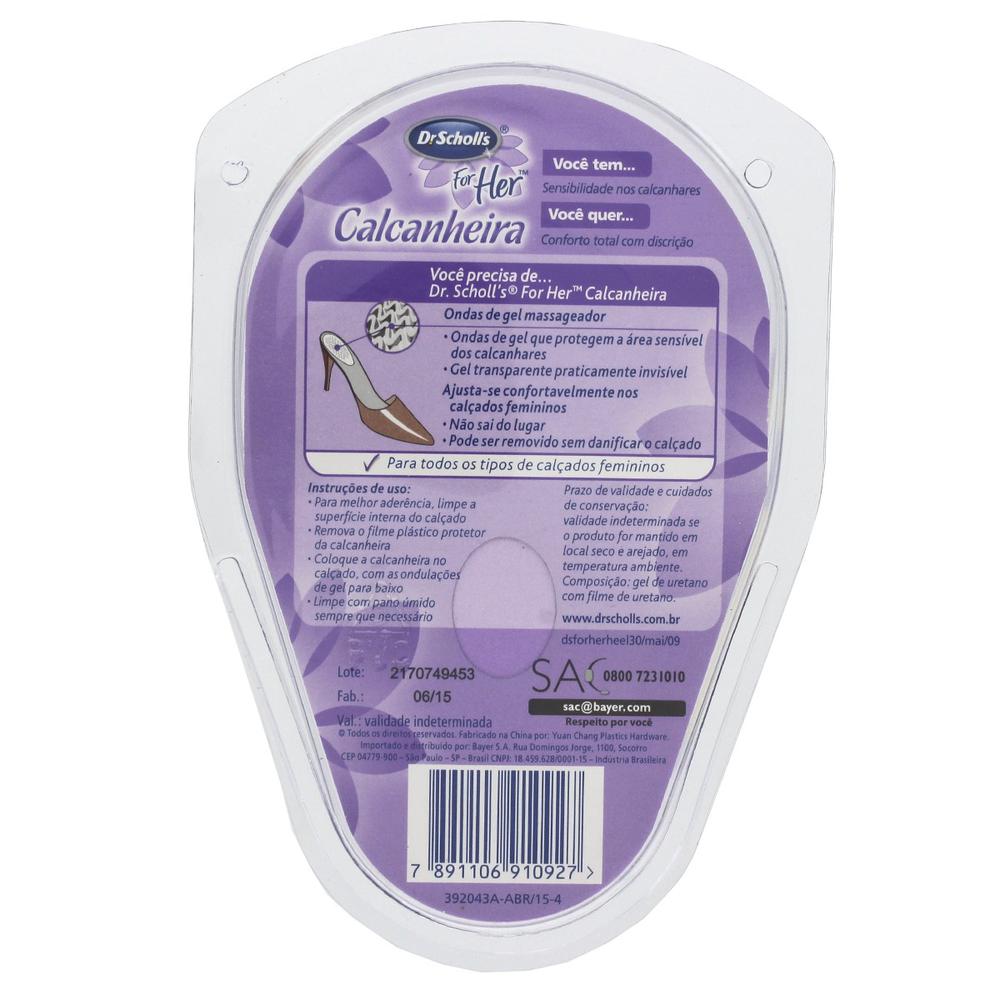 Dr.Scholl's®
For Her™
Calcanheira
Você tem...
Sensibilidade nos calcanhares
Você quer...
Conforto total com discrição
Você precisa de...
Dr. Scholl's® For Her™ Calcanheira
Ondas de gel massageador
• Ondas de gel que protegem a área sensível
dos calcanhares
• Gel transparente praticamente invisível
Ajusta-se confortavelmente nos
calçados femininos
• Não sai do lugar
• Pode ser removido sem danificar o calçado
✓ Para todos os tipos de calçados femininos
Instruções de uso:
• Para melhor aderência, limpe a
superfície interna do calçado
• Remova o filme plástico protetor
da calcanheira
• Coloque a calcanheira no
calçado, com as ondulações
de gel para baixo
• Limpe com pano úmido
sempre que necessário
Prazo de validade e cuidados
de conservação:
validade indeterminada se
o produto for mantido em
local seco e arejado, em
temperatura ambiente.
Composição: gel de uretano
com filme de uretano.
www.drscholls.com.br
dsforherheel30/mai/09
Lote: 2170749453
Fab.: 06/15
Val.: validade indeterminada
SAC 0800 7231010
sac@bayer.com
Respeito por você
© Todos os direitos reservados. Fabricado na China por: Yuan Chang Plastics Hardware.
Importado e distribuído por: Bayer S.A. Rua Domingos Jorge, 1100, Socorro
CEP 04779-900 – São Paulo – SP – Brasil CNPJ: 18.459.628/0001-15 – Indústria Brasileira
7 891106 910927 >
392043A-ABR/15-4